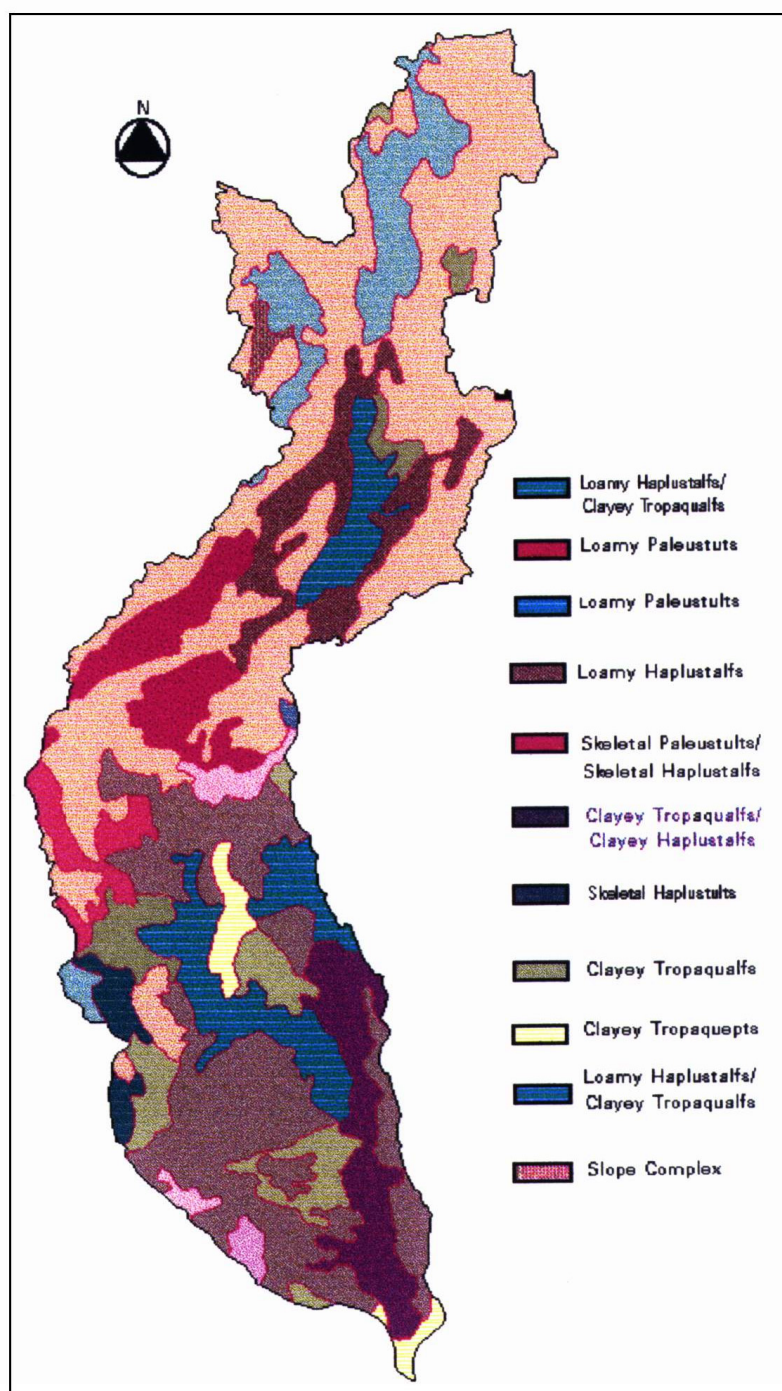 N
Loamy Haplustalfs/
Clayey Tropaqualfs
Loamy Paleustuts
Loamy Paleustults
Loamy Haplustalfs
Skeletal Paleustults/
Skeletal Haplustalfs
Clayey Tropaqualfs/
Clayey Haplustalfs
Skeletal Haplustults
Clayey Tropaqualfs
Clayey Tropaquepts
Loamy Haplustalfs/
Clayey Tropaqualfs
Slope Complex